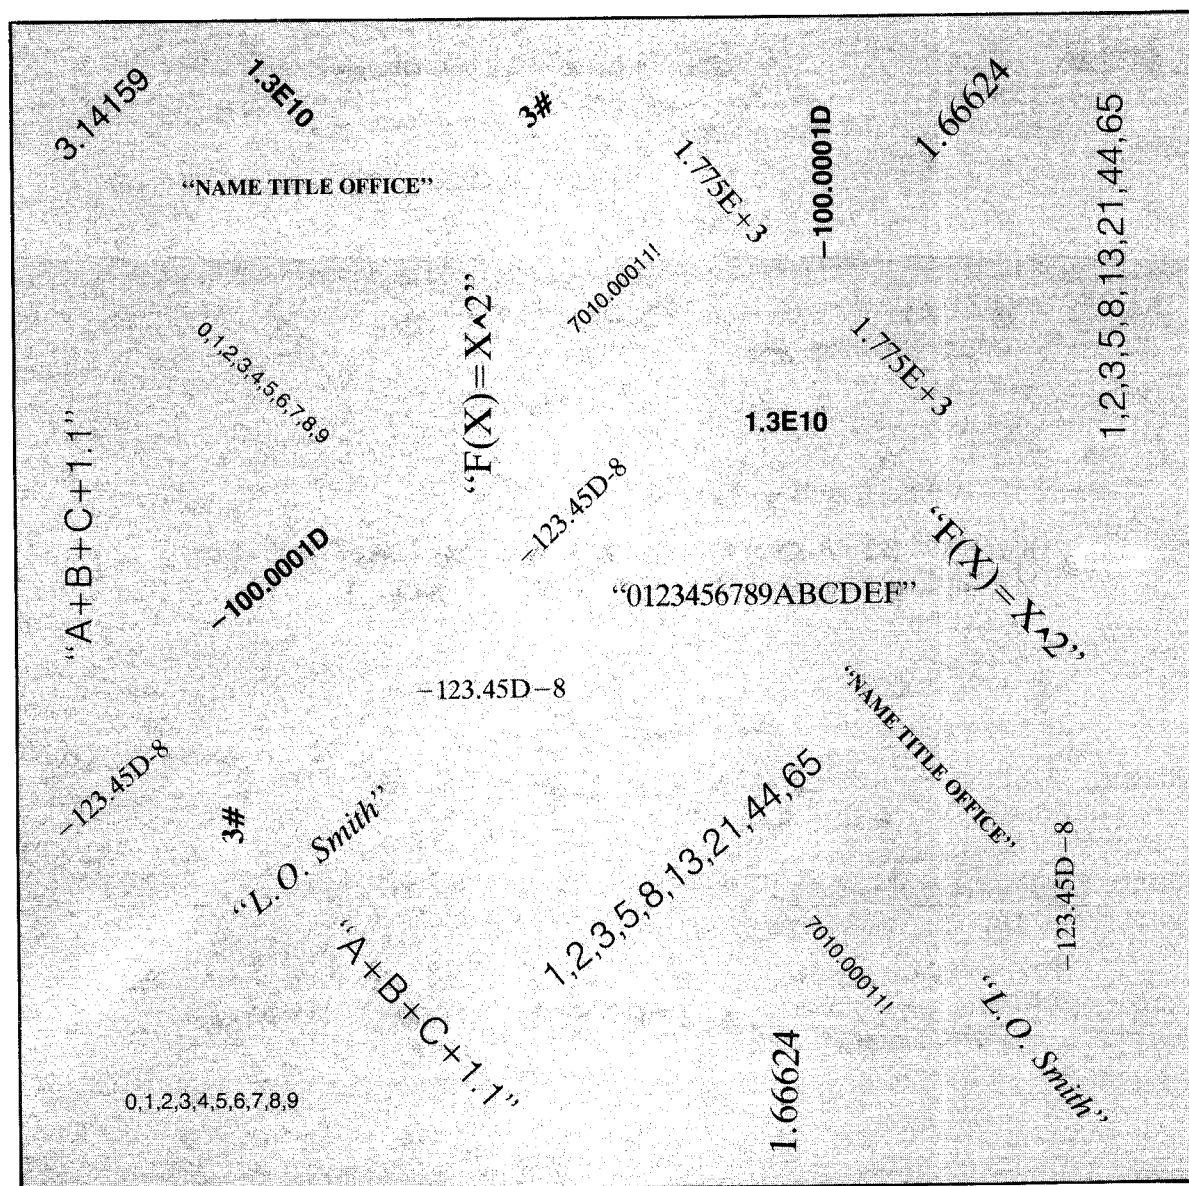 3.14159
1.3E10
3#
1.66624
“NAME TITLE OFFICE”
1.775E+3
−100.0001D
1,2,3,5,8,13,21,44,65
7010.00011!
“F(X)=X^2”
0,1,2,3,4,5,6,7,8,9
1.775E+3
1.3E10
“A+B+C+1.1”
−123.45D-8
−100.0001D
“0123456789ABCDEF”
“F(X)=X^2”
−123.45D−8
“NAME TITLE OFFICE”
−123.45D-8
3#
“L.O. Smith”
1,2,3,5,8,13,21,44,65
−123.45D−8
“A+B+C+1.1”
7010.00011!
“L.O. Smith”
1.66624
0,1,2,3,4,5,6,7,8,9